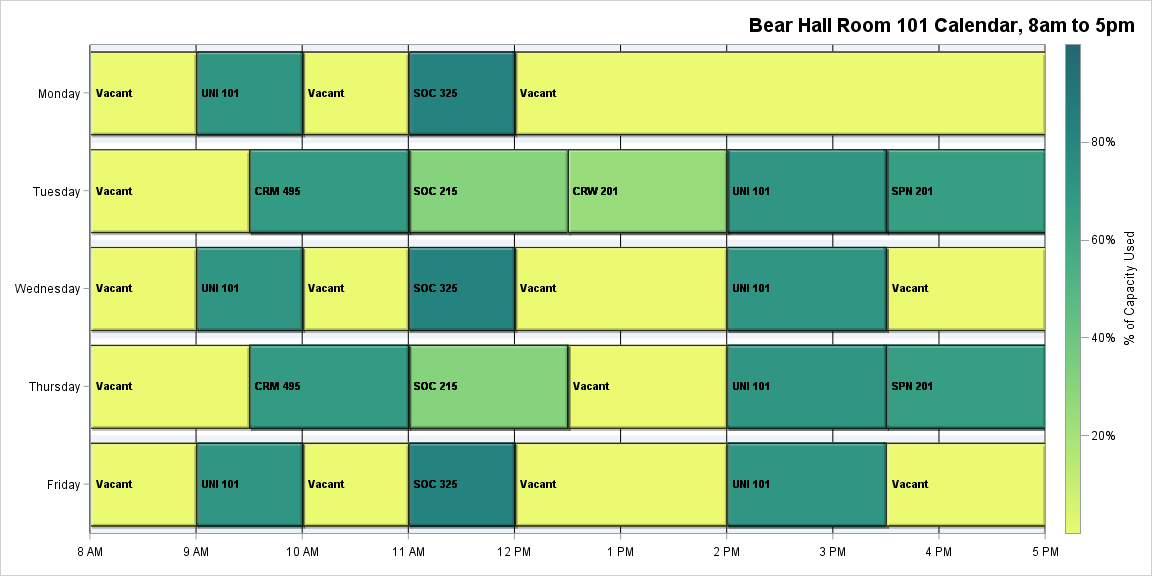 Bear Hall Room 101 Calendar, 8am to 5pm
Monday
Vacant
UNI 101
Vacant
SOC 325
Vacant
Tuesday
Vacant
CRM 495
SOC 215
CRW 201
UNI 101
SPN 201
Wednesday
Vacant
UNI 101
Vacant
SOC 325
Vacant
UNI 101
Vacant
Thursday
Vacant
CRM 495
SOC 215
Vacant
UNI 101
SPN 201
Friday
Vacant
UNI 101
Vacant
SOC 325
Vacant
UNI 101
Vacant
8 AM
9 AM
10 AM
11 AM
12 PM
1 PM
2 PM
3 PM
4 PM
5 PM
80%
60%
40%
20%
% of Capacity Used